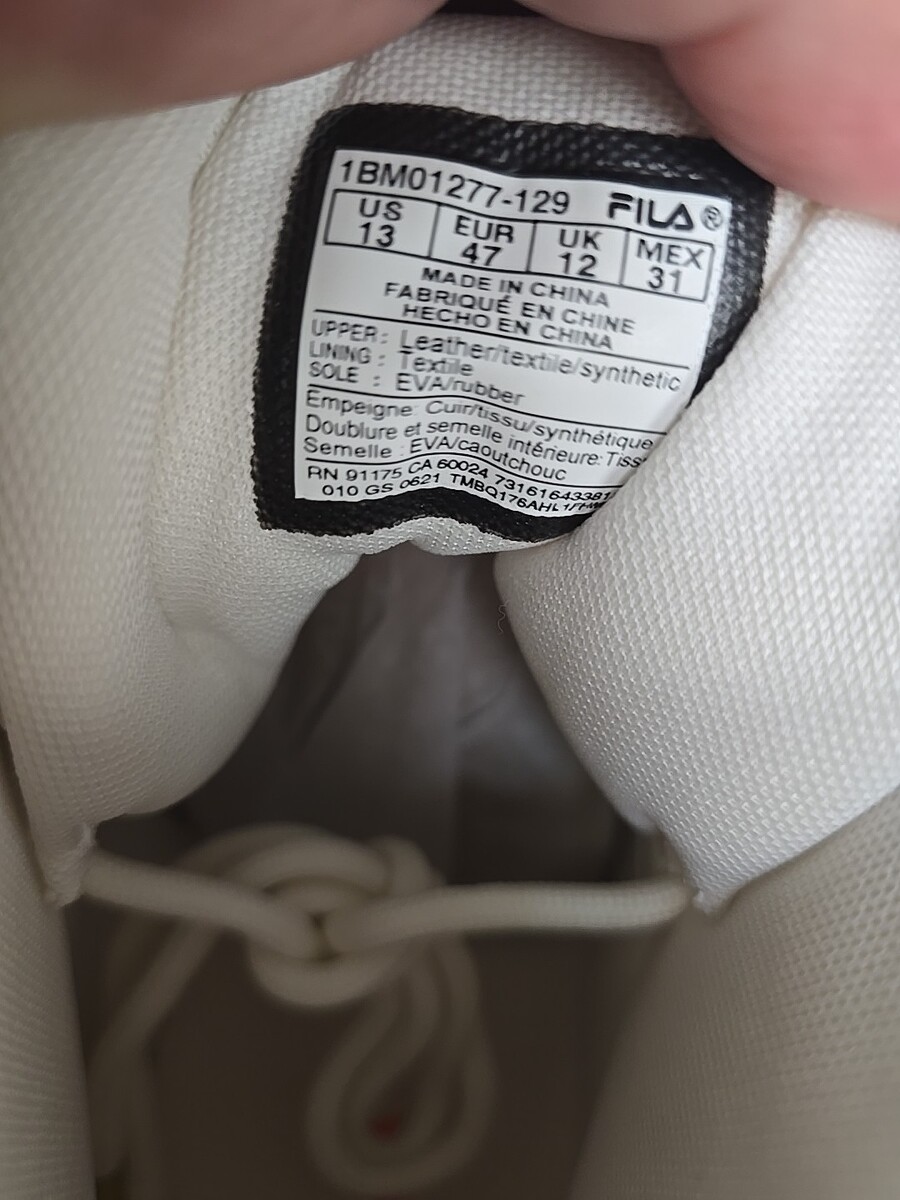 1BM01277-129 FILA®
US EUR UK MEX
13 47 12 31
MADE IN CHINA
FABRIQUÉ EN CHINE
HECHO EN CHINA
UPPER: Leather/textile/synthetic
LINING: Textile
SOLE : EVA/rubber
Empeigne: Cuir/tissu/synthétique
Doublure et semelle intérieure:
Semelle : EVA/caoutchouc
RN 91175 CA 60024
010 GS 0621